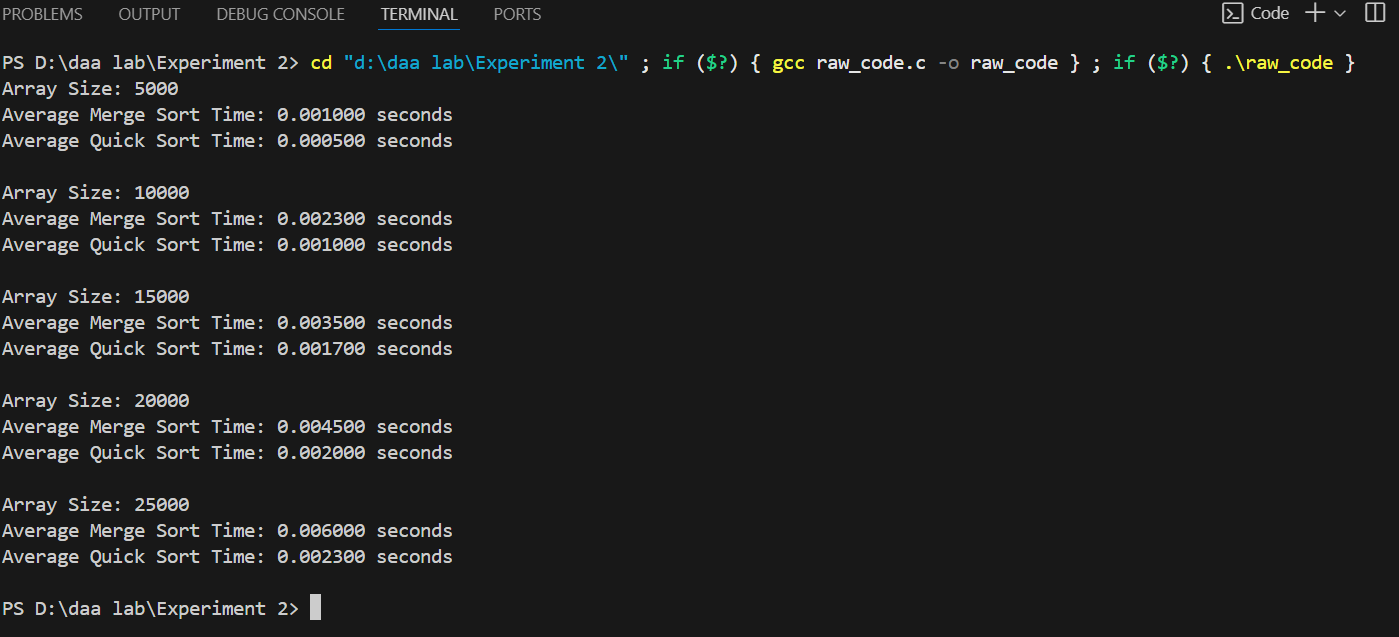 PROBLEMS OUTPUT DEBUG CONSOLE TERMINAL PORTS Code
PS D:\daa lab\Experiment 2> cd "d:\daa lab\Experiment 2\" ; if ($?) { gcc raw_code.c -o raw_code } ; if ($?) { .\raw_code }
Array Size: 5000
Average Merge Sort Time: 0.001000 seconds
Average Quick Sort Time: 0.000500 seconds
Array Size: 10000
Average Merge Sort Time: 0.002300 seconds
Average Quick Sort Time: 0.001000 seconds
Array Size: 15000
Average Merge Sort Time: 0.003500 seconds
Average Quick Sort Time: 0.001700 seconds
Array Size: 20000
Average Merge Sort Time: 0.004500 seconds
Average Quick Sort Time: 0.002000 seconds
Array Size: 25000
Average Merge Sort Time: 0.006000 seconds
Average Quick Sort Time: 0.002300 seconds
PS D:\daa lab\Experiment 2>